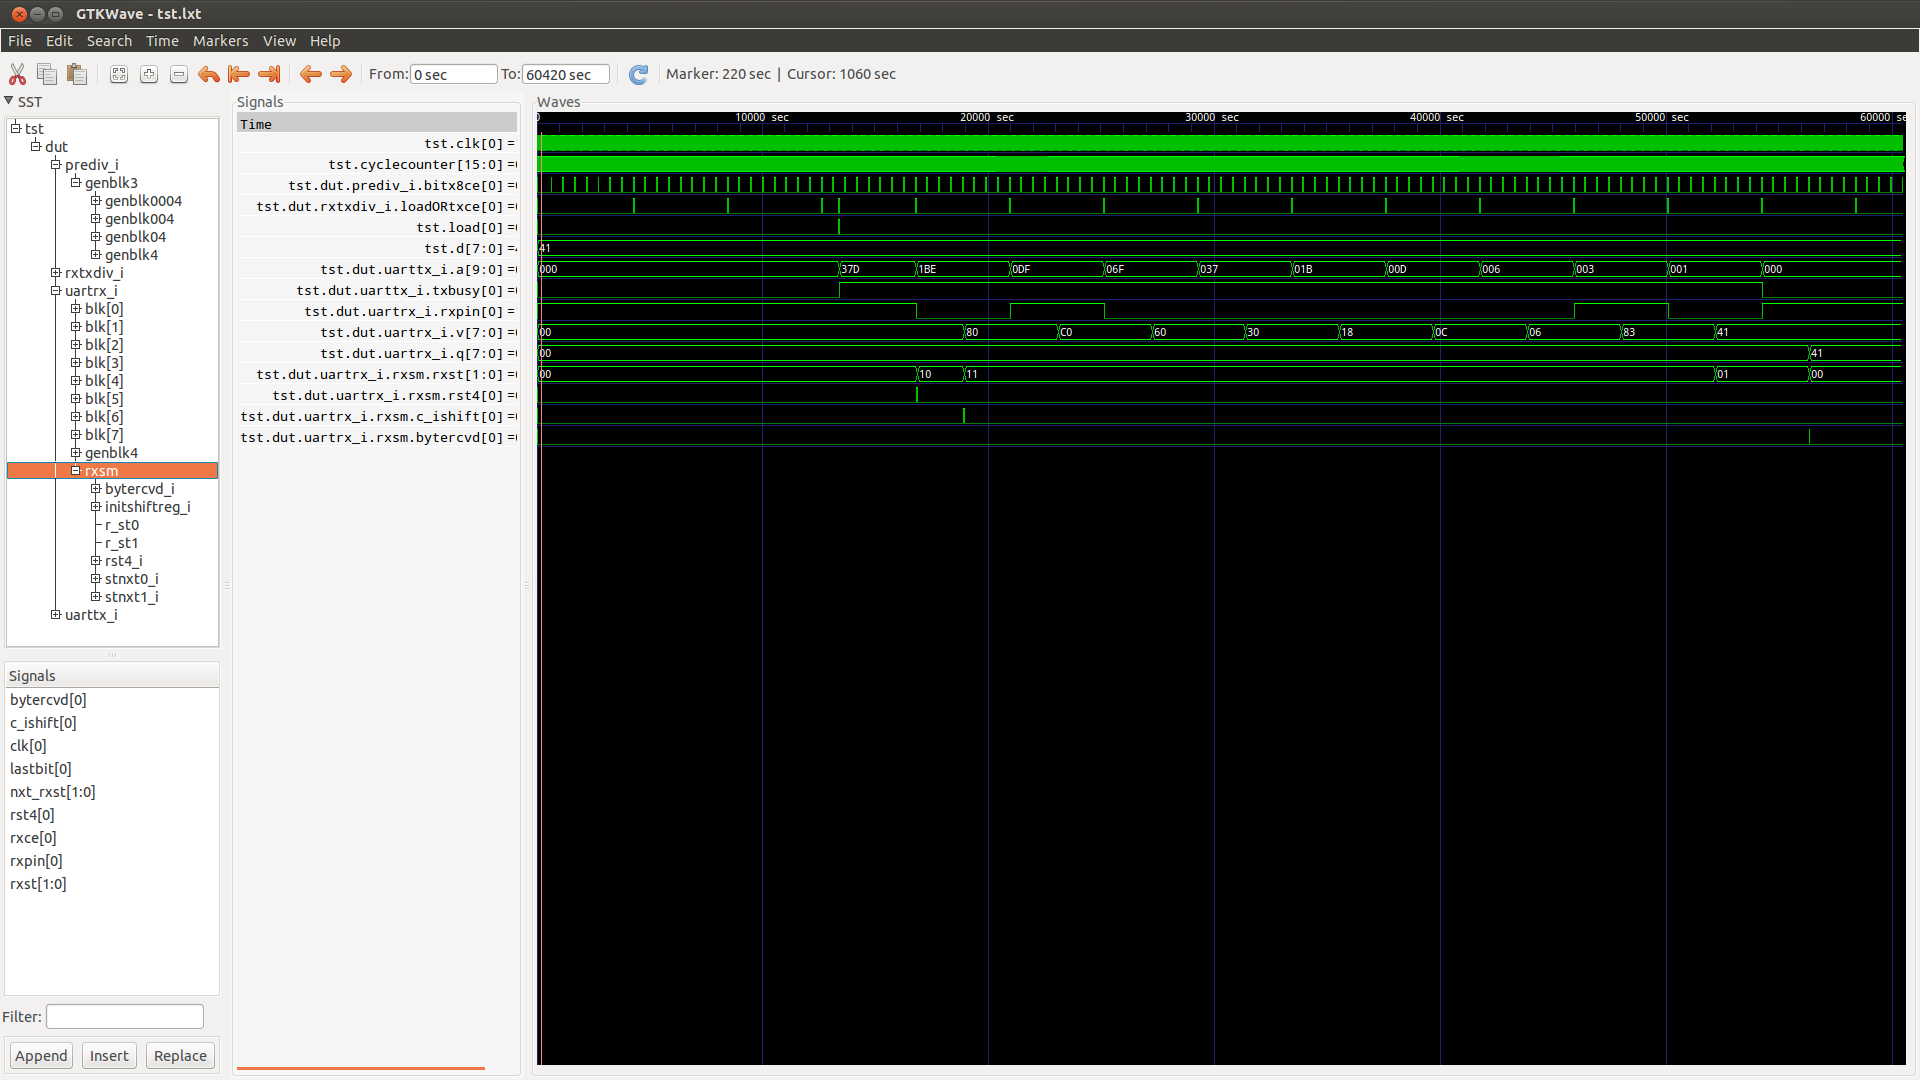 GTKWave - tst.lxt
File Edit Search Time Markers View Help
From: 0 sec To: 60420 sec Marker: 220 sec | Cursor: 1060 sec
SST
tst
dut
prediv_i
genblk3
genblk0004
genblk004
genblk04
genblk4
rxtxdiv_i
uartrx_i
blk[0]
blk[1]
blk[2]
blk[3]
blk[4]
blk[5]
blk[6]
blk[7]
genblk4
rxsm
bytercvd_i
initshiftreg_i
r_st0
r_st1
rst4_i
stnxt0_i
stnxt1_i
uarttx_i
Signals
bytercvd[0]
c_ishift[0]
clk[0]
lastbit[0]
nxt_rxst[1:0]
rst4[0]
rxce[0]
rxpin[0]
rxst[1:0]
Filter:
Append Insert Replace
Signals
Time
tst.clk[0] =
tst.cyclecounter[15:0] =
tst.dut.prediv_i.bitx8ce[0] =
tst.dut.rxtxdiv_i.loadORtxce[0] =
tst.load[0] =
tst.d[7:0] =
tst.dut.uarttx_i.a[9:0] =
tst.dut.uarttx_i.txbusy[0] =
tst.dut.uartrx_i.rxpin[0] =
tst.dut.uartrx_i.v[7:0] =
tst.dut.uartrx_i.q[7:0] =
tst.dut.uartrx_i.rxsm.rxst[1:0] =
tst.dut.uartrx_i.rxsm.rst4[0] =
tst.dut.uartrx_i.rxsm.c_ishift[0] =
tst.dut.uartrx_i.rxsm.bytercvd[0] =
Waves
0 10000 sec 20000 sec 30000 sec 40000 sec 50000 sec 60000 se
41
000 37D 1BE 0DF 06F 037 01B 00D 006 003 001 000
00 80 C0 60 30 18 0C 06 83 41
00 41
00 10 11 01 00